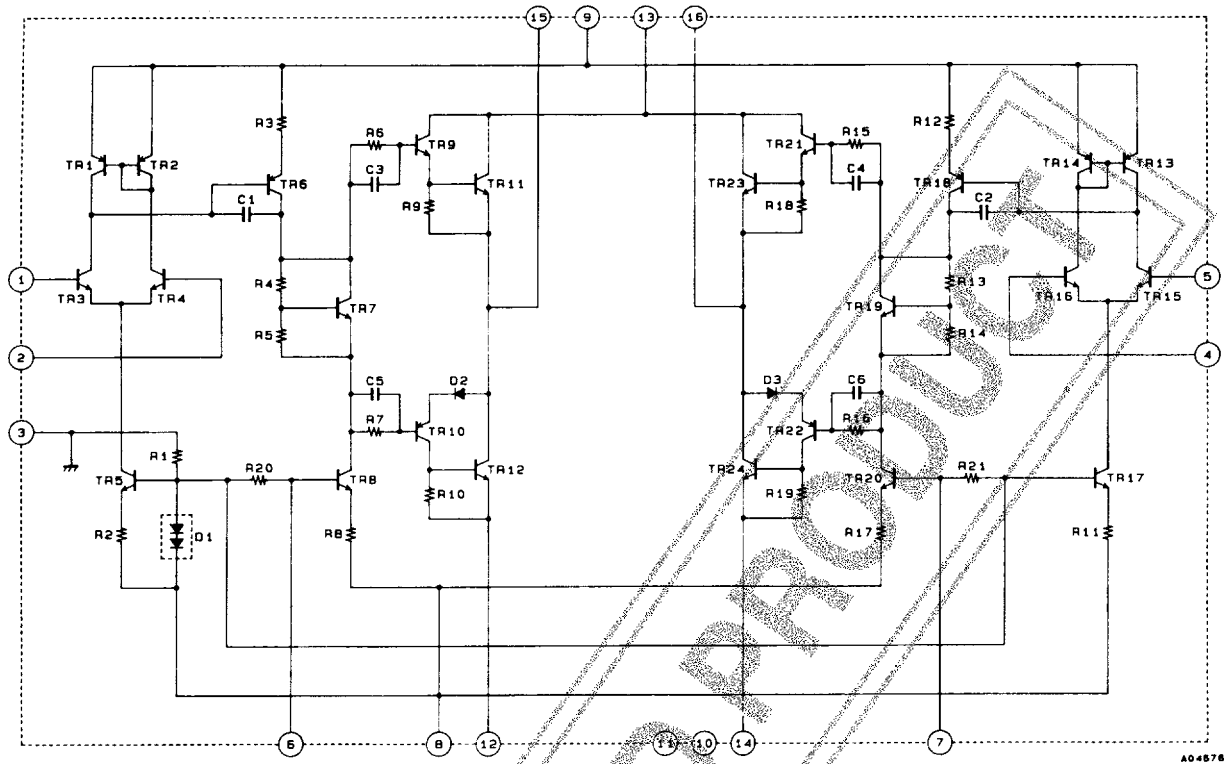 15 9 13 16
R3 R6 TR9 TR21 R15 R12
TR1 TR2 TR6 C3 TR11 TR23 C4 TR18 TR14 TR13
C1 R9 R18 C2
1 TR3 TR4 R4 TR7 TR19 R13 TR16 TR15 5
R5 R14
2 4
C5 D2 D3 C6
3 R7 TR10 TR22 R16
R1 R20 TR12 TR24 R21
TR5 TR8 R10 R19 TR20 TR17
R2 D1 R8 R17 R11
PRODUCT
6 8 12 11 10 14 7
A04576